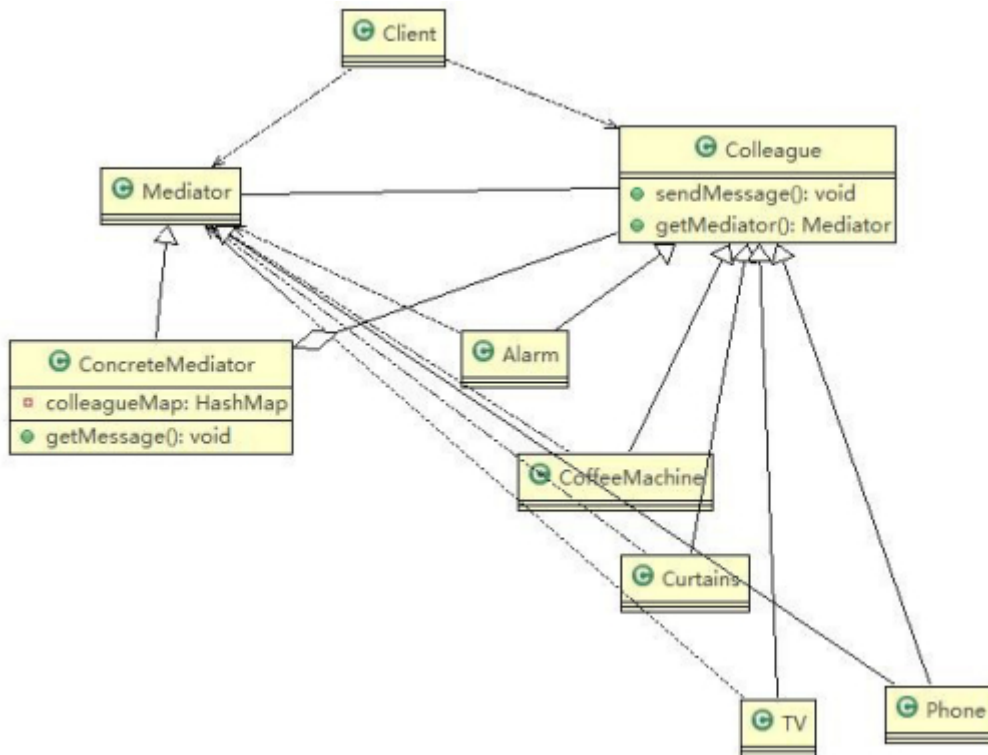 Client
Colleague
sendMessage(): void
getMediator(): Mediator
Mediator
ConcreteMediator
colleagueMap: HashMap
getMessage(): void
Alarm
CoffeeMachine
Curtains
TV
Phone